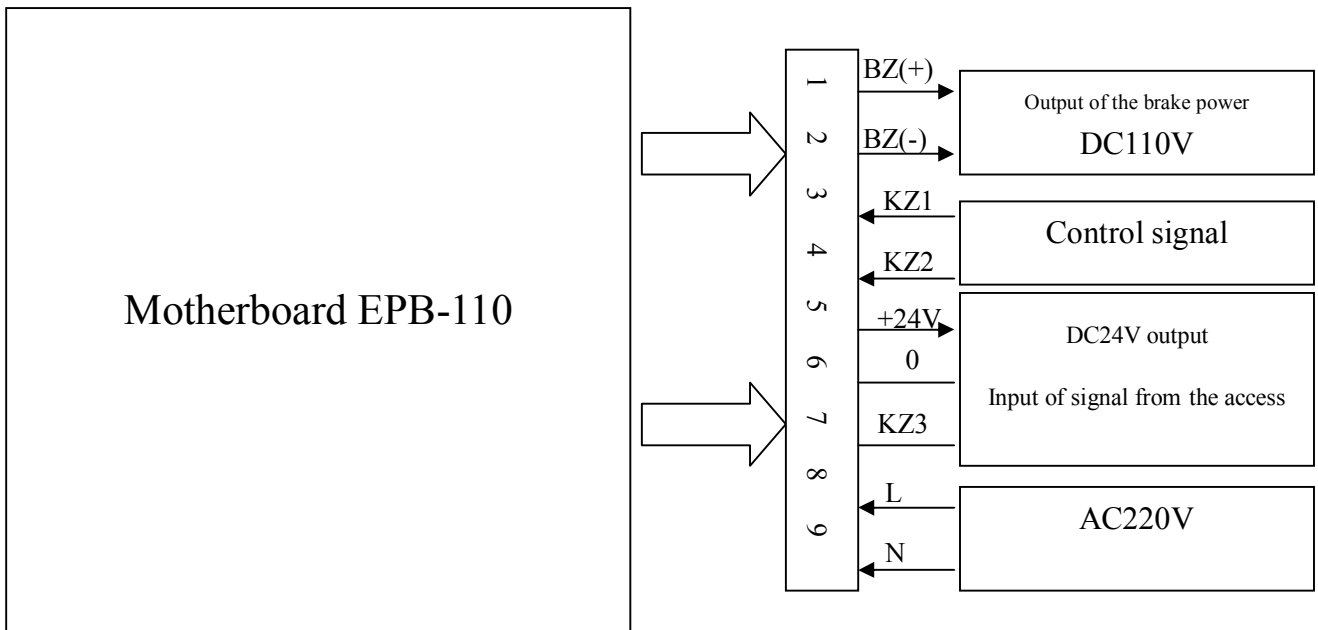 Motherboard EPB-110
1
2
3
4
5
6
7
8
9
BZ(+)
BZ(-)
KZ1
KZ2
+24V
0
KZ3
L
N
Output of the brake power
DC110V
Control signal
DC24V output
Input of signal from the access
AC220V